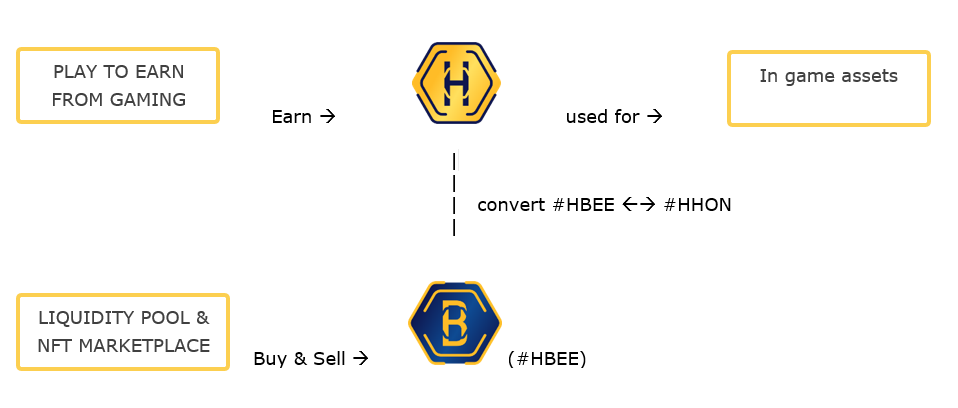 PLAY TO EARN
FROM GAMING
Earn →
H
used for →
In game assets
convert #HBEE ←→ #HHON
LIQUIDITY POOL &
NFT MARKETPLACE
Buy & Sell →
B
(#HBEE)